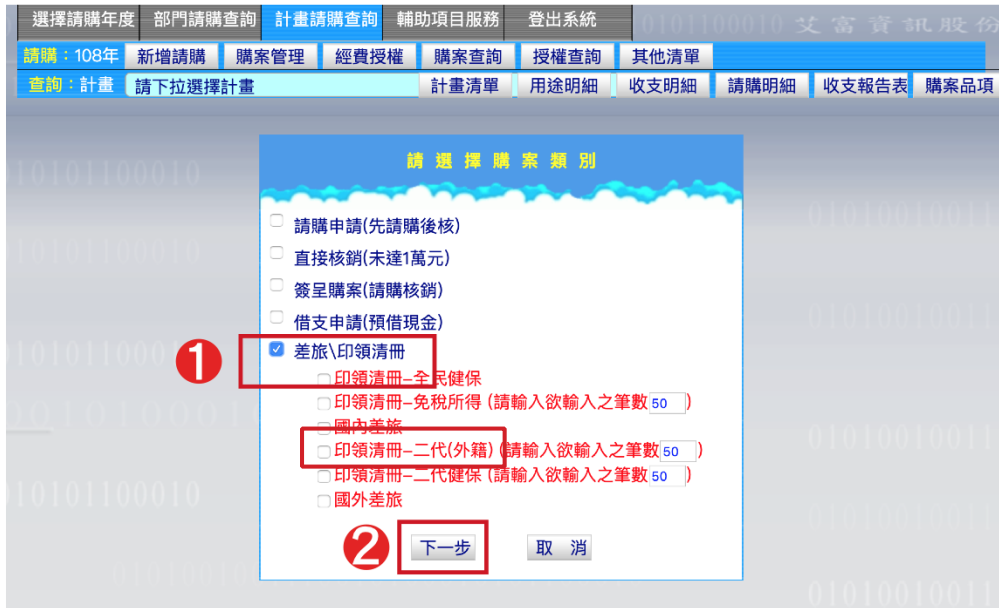 選擇請購年度 部門請購查詢 計畫請購查詢 輔助項目服務 登出系統
艾富資訊股份
請購：108年 新增請購 購案管理 經費授權 購案查詢 授權查詢 其他清單
查詢：計畫 請下拉選擇計畫 計畫清單 用途明細 收支明細 請購明細 收支報告表 購案品項
請選擇購案類別
請購申請(先請購後核)
直接核銷(未達1萬元)
簽呈購案(請購核銷)
借支申請(預借現金)
1 差旅\印領清冊
印領清冊–全民健保
印領清冊–免稅所得 (請輸入欲輸入之筆數 50 )
國內差旅
印領清冊–二代(外籍) (請輸入欲輸入之筆數 50 )
印領清冊–二代健保 (請輸入欲輸入之筆數 50 )
國外差旅
2 下一步 取 消